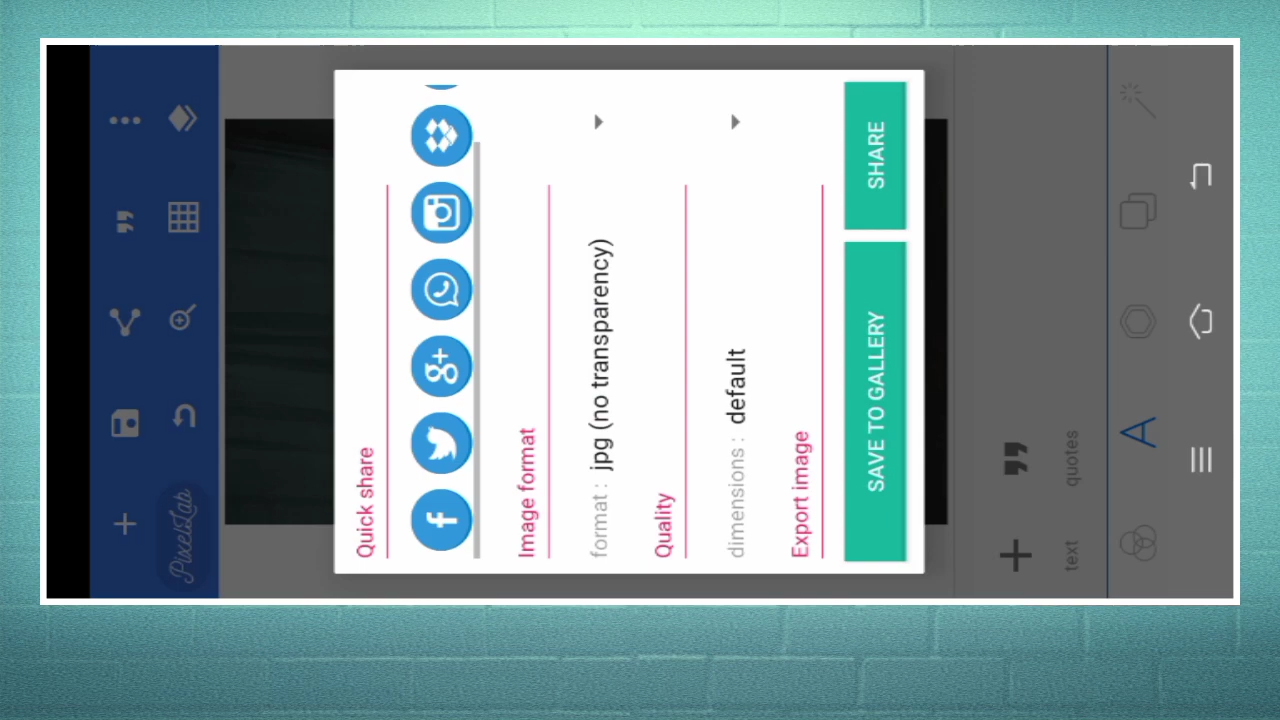 PixelLab
Quick share
Image format
format : jpg (no transparency)
Quality
dimensions : default
Export image
SAVE TO GALLERY
SHARE
text
quotes